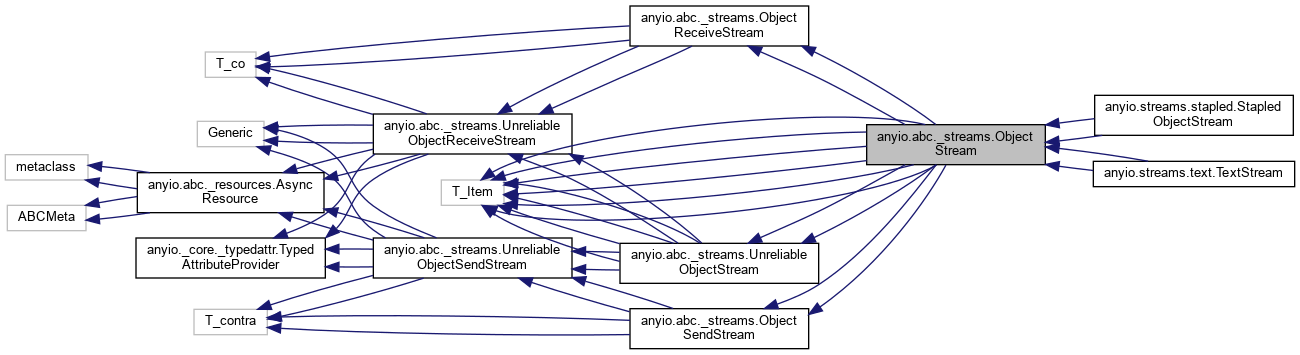 anyio.abc._streams.Object
ReceiveStream
T_co
Generic
anyio.abc._streams.Unreliable
ObjectReceiveStream
metaclass
ABCMeta
anyio.abc._resources.Async
Resource
T_Item
anyio._core._typedattr.Typed
AttributeProvider
anyio.abc._streams.Unreliable
ObjectSendStream
anyio.abc._streams.Unreliable
ObjectStream
T_contra
anyio.abc._streams.Object
SendStream
anyio.abc._streams.Object
Stream
anyio.streams.stapled.Stapled
ObjectStream
anyio.streams.text.TextStream